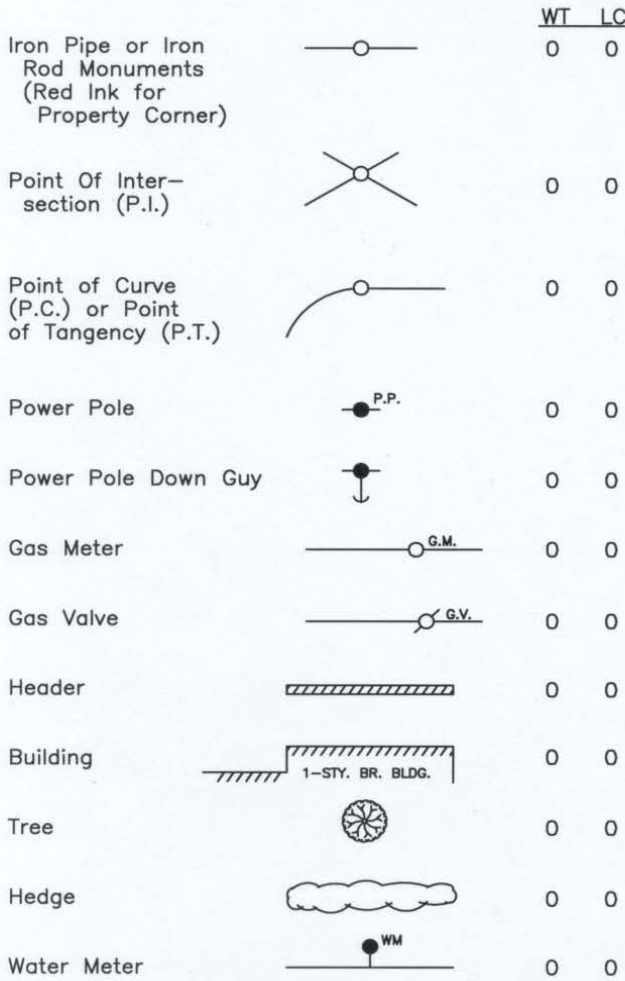 WT LC
Iron Pipe or Iron 0 0
Rod Monuments
(Red Ink for
Property Corner)
Point Of Inter- 0 0
section (P.I.)
Point of Curve 0 0
(P.C.) or Point
of Tangency (P.T.)
Power Pole P.P. 0 0
Power Pole Down Guy 0 0
Gas Meter G.M. 0 0
Gas Valve G.V. 0 0
Header 0 0
Building 1-STY. BR. BLDG. 0 0
Tree 0 0
Hedge 0 0
WM
Water Meter 0 0